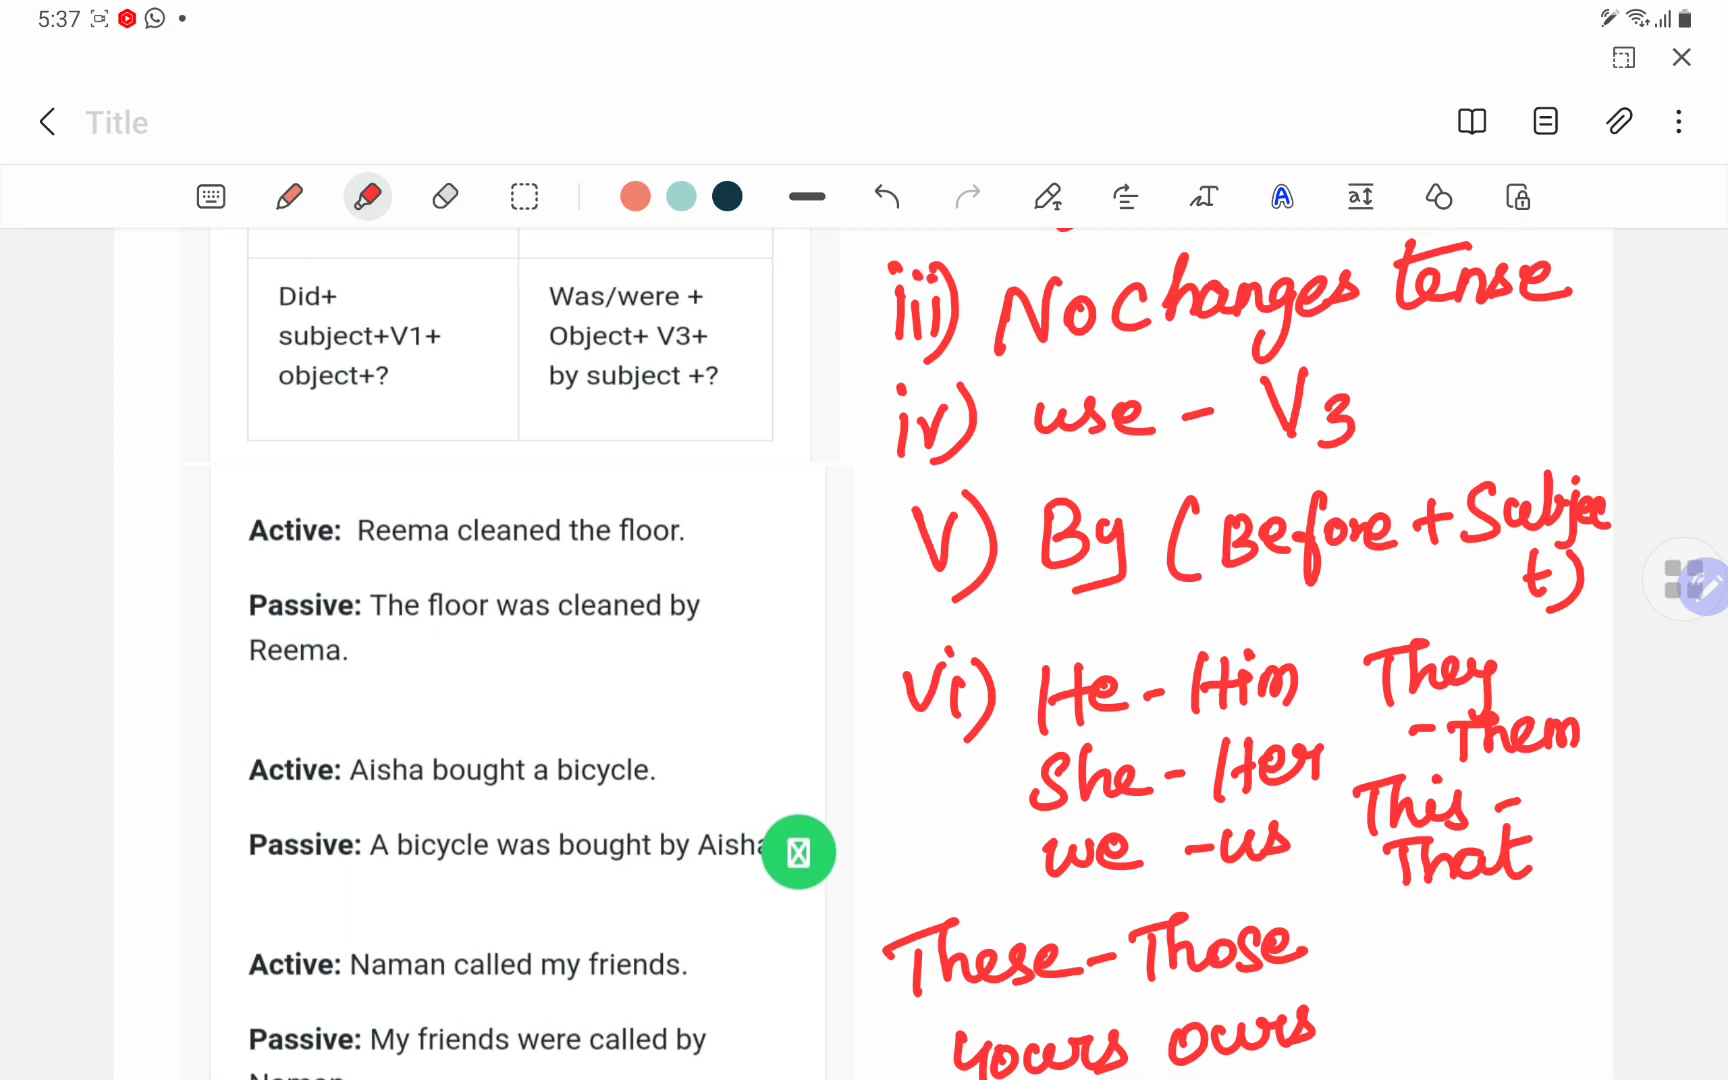 5:37
Title
Did+
subject+V1+
object+?
Was/were +
Object+ V3+
by subject +?
Active: Reema cleaned the floor.
Passive: The floor was cleaned by
Reema.
Active: Aisha bought a bicycle.
Passive: A bicycle was bought by Aisha
Active: Naman called my friends.
Passive: My friends were called by
Naman
iii) No changes tense
iv) use - V3
v) By (Before + Subjec
t)
vi) He - Him
She - Her
we - us
They
- Them
This -
That
These - Those
yours ours